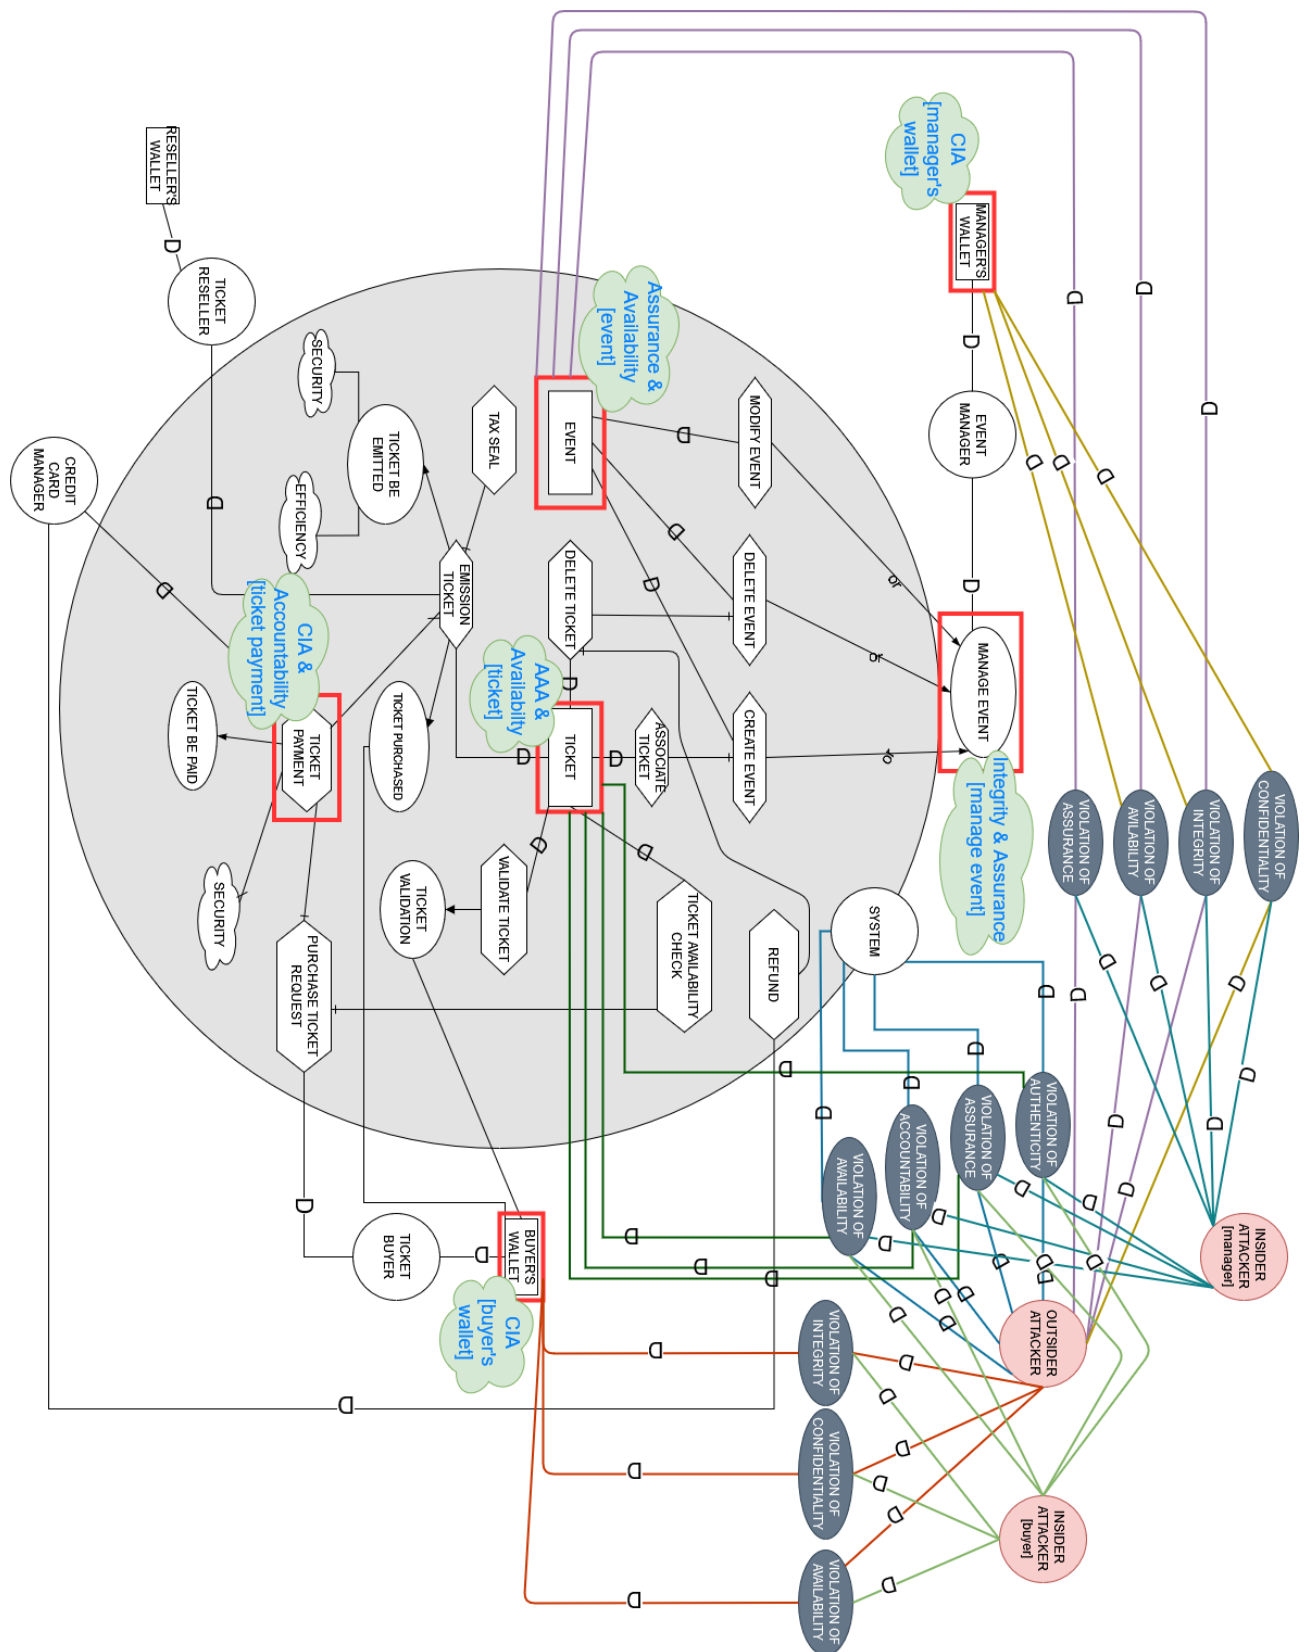 VIOLATION OF
CONFIDENTIALITY
INSIDER
ATTACKER
[manager]
D
D
D
VIOLATION OF
INTEGRITY
D
D
D
VIOLATION OF
AVILABILITY
D
D
D
D
D
VIOLATION OF
ASSURANCE
D
D
D
D
D
VIOLATION OF
AUTHENTICITY
D
D
D
D
OUTSIDER
ATTACKER
INSIDER
ATTACKER
[buyer]
MANAGER'S
WALLET
CIA
[manager's
wallet]
D
EVENT
MANAGER
D
MANAGE EVENT
Integrity & Assurance
[manage event]
D
VIOLATION OF
ASSURANCE
D
D
D
D
D
VIOLATION OF
ACCOUNTABILITY
D
D
or
or
or
SYSTEM
D
VIOLATION OF
AVAILABILITY
D
D
D
D
D
D
D
D
VIOLATION OF
INTEGRITY
VIOLATION OF
CONFIDENTIALITY
VIOLATION OF
AVAILABILITY
D
MODIFY EVENT
DELETE EVENT
CREATE EVENT
REFUND
D
D
D
D
TICKET AVAILABILITY
CHECK
ASSOCIATE
TICKET
D
D
D
D
D
D
D
D
D
Assurance &
Availability
[event]
EVENT
DELETE TICKET
D
TICKET
AAA &
Availabilty
[ticket]
D
D
VALIDATE TICKET
BUYER'S
WALLET
CIA
[buyer's
wallet]
D
TAX SEAL
EMISSION
TICKET
TICKET BE
EMITTED
TICKET PURCHASED
TICKET
VALIDATION
TICKET
BUYER
D
D
SECURITY
EFFICIENCY
CIA &
Accountability
[ticket payment]
TICKET
PAYMENT
PURCHASE TICKET
REQUEST
D
TICKET
RESELLER
D
TICKET BE PAID
SECURITY
RESELLER'S
WALLET
D
D
CREDIT
CARD
MANAGER